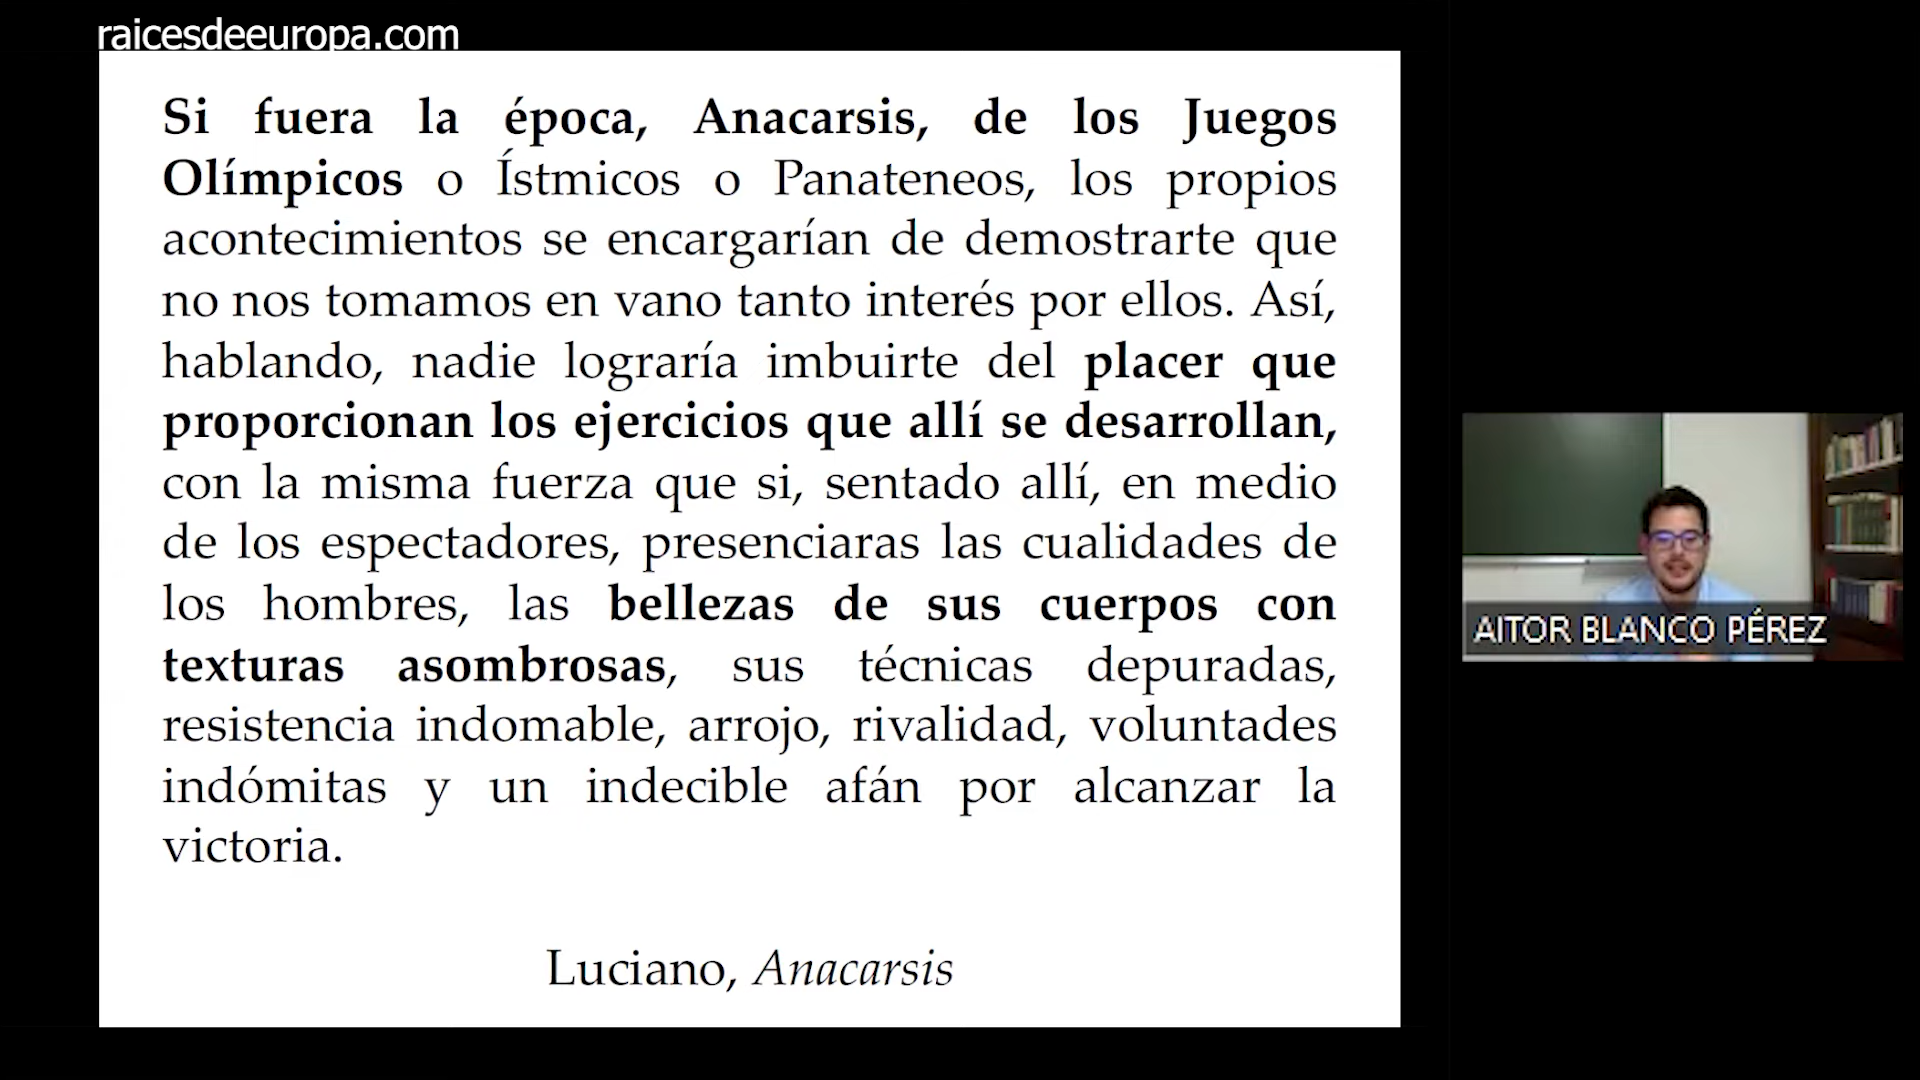 raicesdeeuropa.com
Si fuera la época, Anacarsis, de los Juegos
Olímpicos o Ístmicos o Panateneos, los propios
acontecimientos se encargarían de demostrarte que
no nos tomamos en vano tanto interés por ellos. Así,
hablando, nadie lograría imbuirte del placer que
proporcionan los ejercicios que allí se desarrollan,
con la misma fuerza que si, sentado allí, en medio
de los espectadores, presenciaras las cualidades de
los hombres, las bellezas de sus cuerpos con
texturas asombrosas, sus técnicas depuradas,
resistencia indomable, arrojo, rivalidad, voluntades
indómitas y un indecible afán por alcanzar la
victoria.
Luciano, Anacarsis
AITOR BLANCO PÉREZ